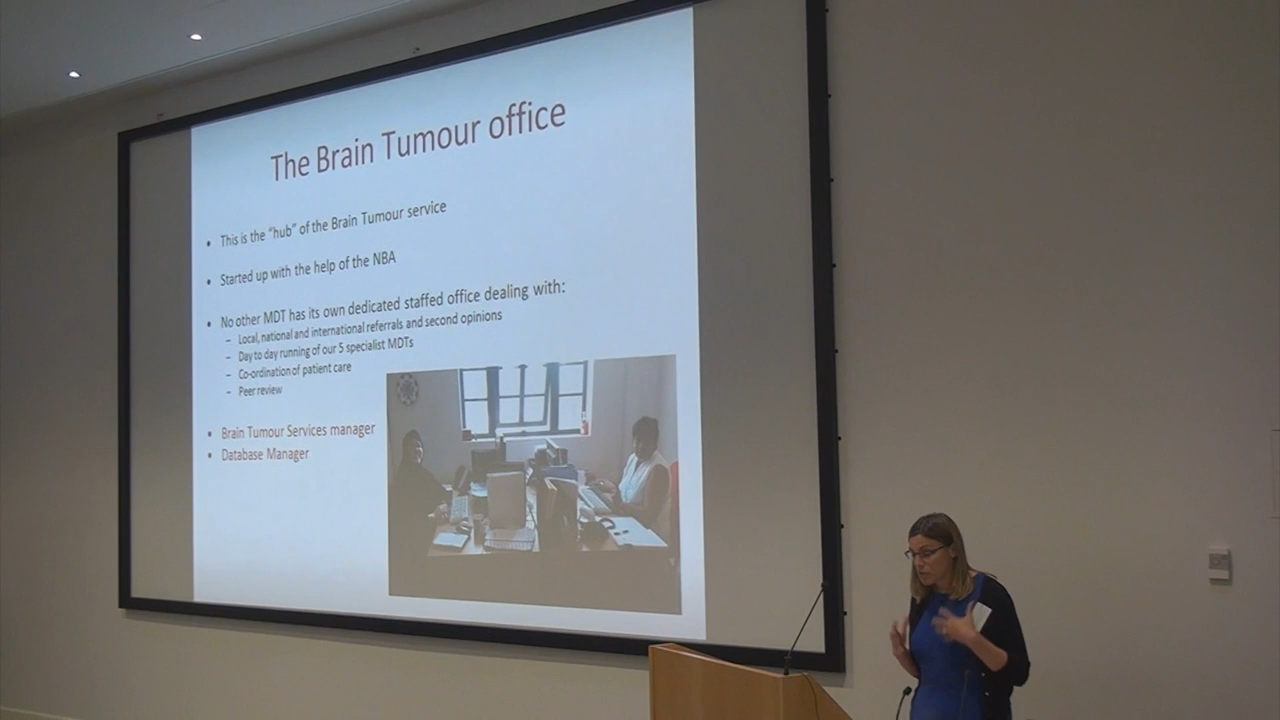 The Brain Tumour office
• This is the “hub” of the Brain Tumour service
• Started up with the help of the NBA
• No other MDT has its own dedicated staffed office dealing with:
– Local, national and international referrals and second opinions
– Day to day running of our 5 specialist MDTs
– Co-ordination of patient care
– Peer review
• Brain Tumour Services manager
• Database Manager